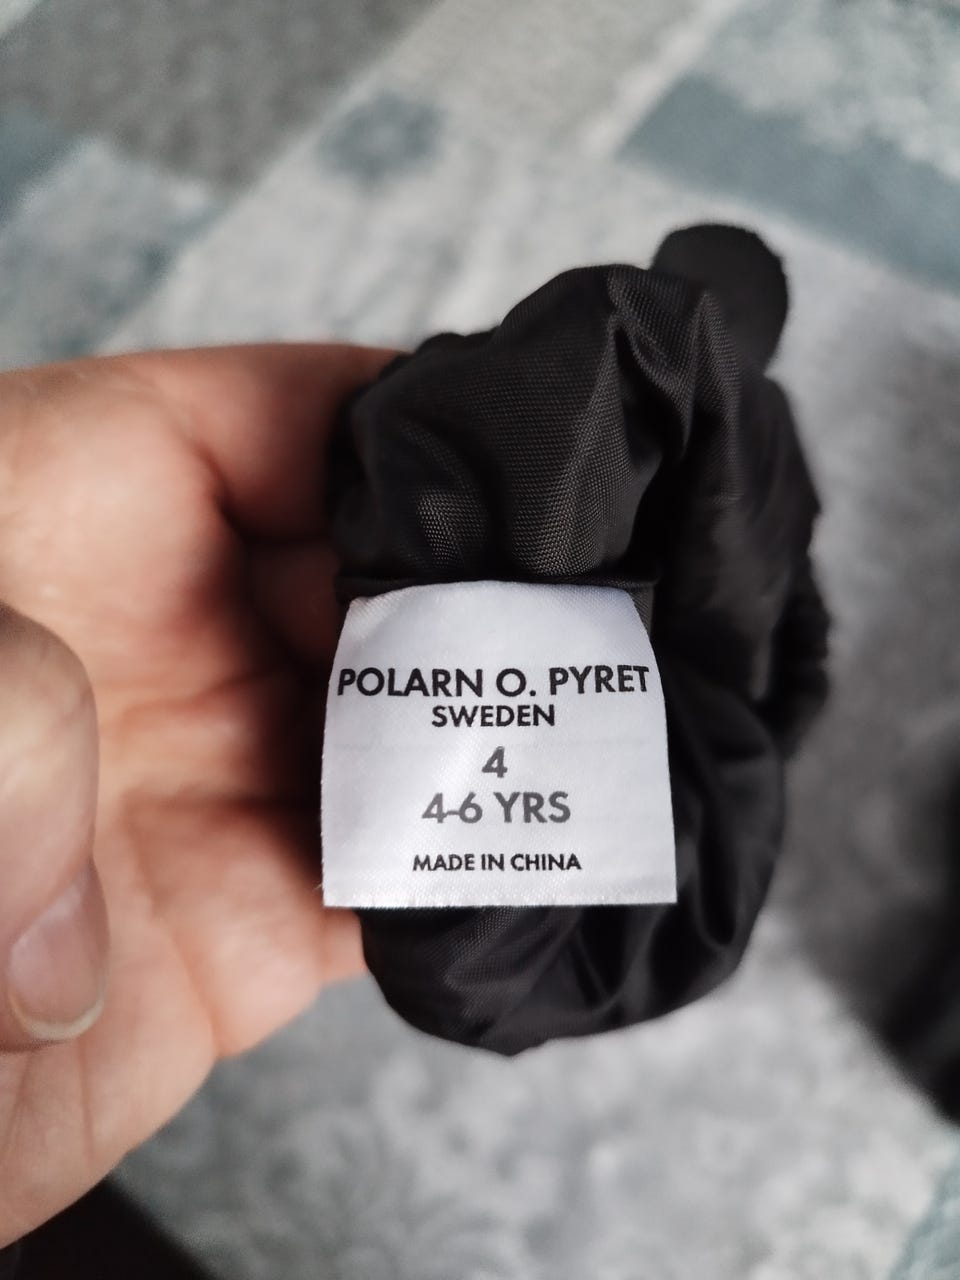 POLARN O. PYRET
SWEDEN
4
4-6 YRS
MADE IN CHINA